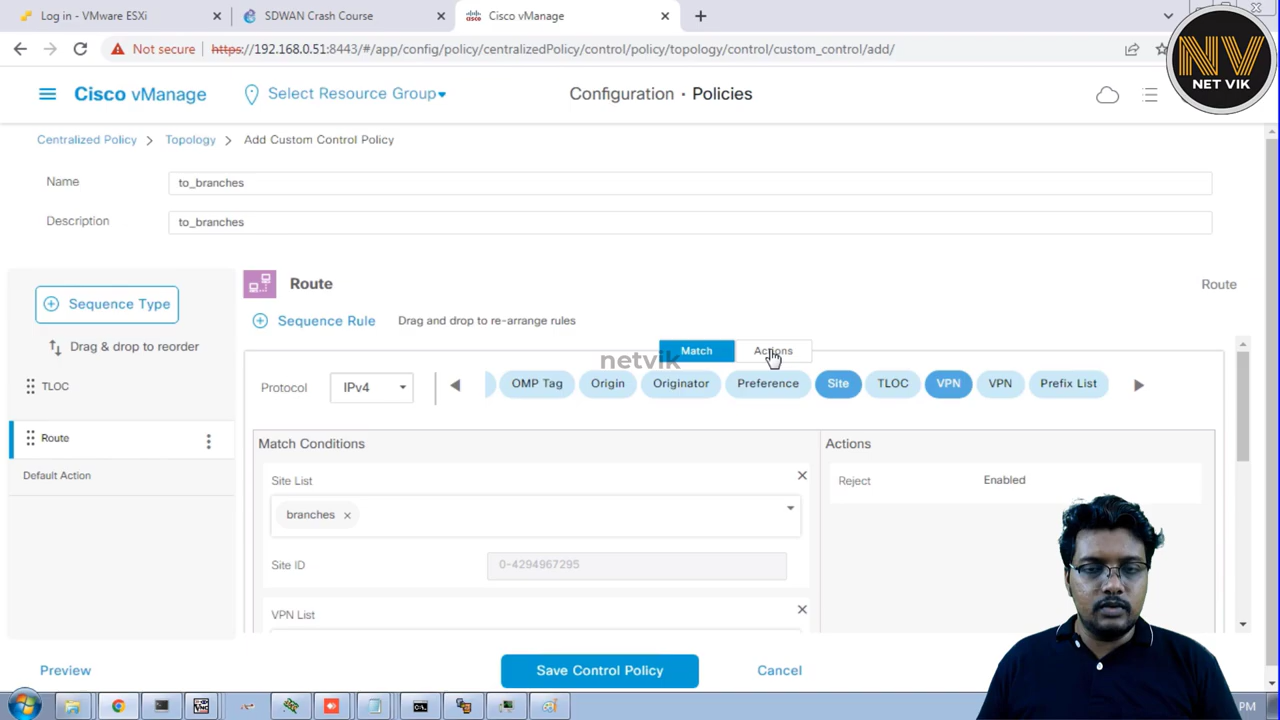 Log in - VMware ESXi
SDWAN Crash Course
Cisco vManage
Not secure
https://192.168.0.51:8443/#/app/config/policy/centralizedPolicy/control/policy/topology/control/custom_control/add/
NV
NET VIK
Cisco vManage
Select Resource Group
Configuration · Policies
Centralized Policy > Topology > Add Custom Control Policy
Name
to_branches
Description
to_branches
Sequence Type
Drag & drop to reorder
TLOC
Route
Default Action
Route
Route
Sequence Rule
Drag and drop to re-arrange rules
netvik
Match
Actions
Protocol
IPv4
OMP Tag
Origin
Originator
Preference
Site
TLOC
VPN
VPN
Prefix List
Match Conditions
Actions
Site List
branches
Site ID
0-4294967295
VPN List
Reject
Enabled
Preview
Save Control Policy
Cancel
PM